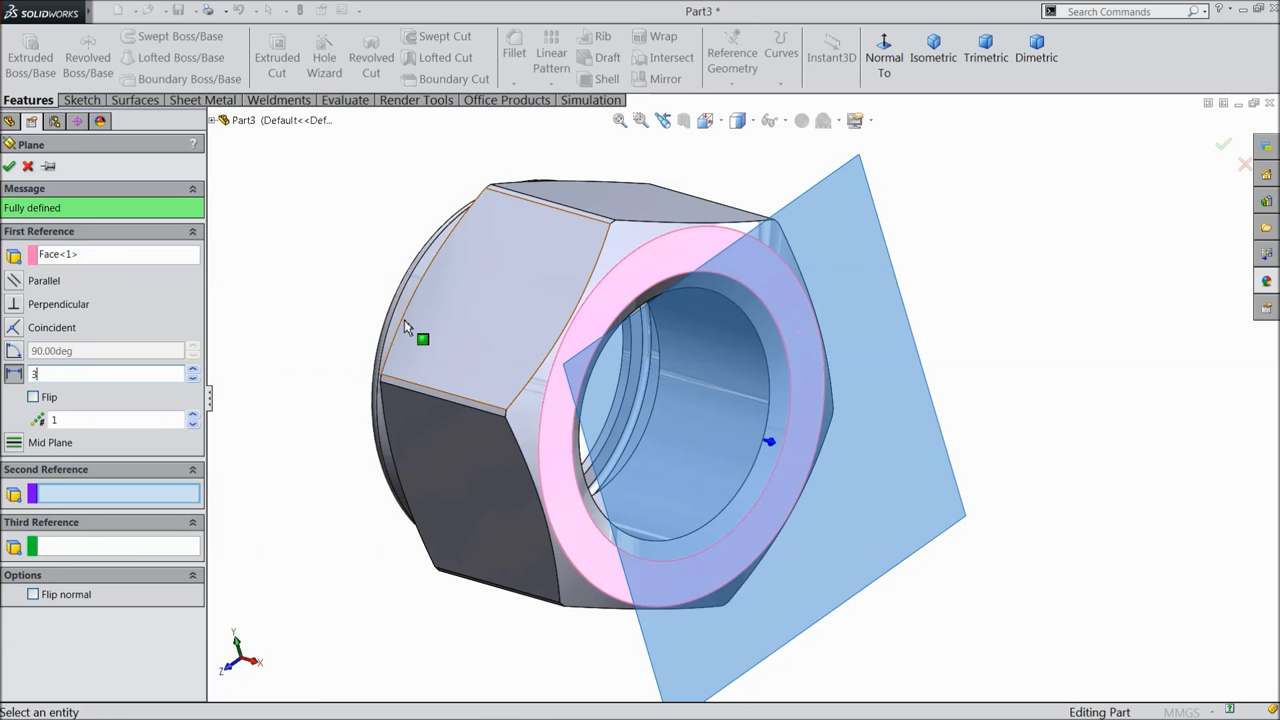 SOLIDWORKS
Part3 *
Search Commands
?
Extruded Boss/Base
Revolved Boss/Base
Swept Boss/Base
Lofted Boss/Base
Boundary Boss/Base
Extruded Cut
Hole Wizard
Revolved Cut
Swept Cut
Lofted Cut
Boundary Cut
Fillet
Linear Pattern
Rib
Draft
Shell
Wrap
Intersect
Mirror
Reference Geometry
Curves
Instant3D
Normal To
Isometric
Trimetric
Dimetric
Features
Sketch
Surfaces
Sheet Metal
Weldments
Evaluate
Render Tools
Office Products
Simulation
Part3 (Default<<Def...
Plane
?
Message
Fully defined
First Reference
Face<1>
Parallel
Perpendicular
Coincident
90.00deg
3
Flip
1
Mid Plane
Second Reference
Third Reference
Options
Flip normal
Y
X
Z
Select an entity
Editing Part
MMGS
?